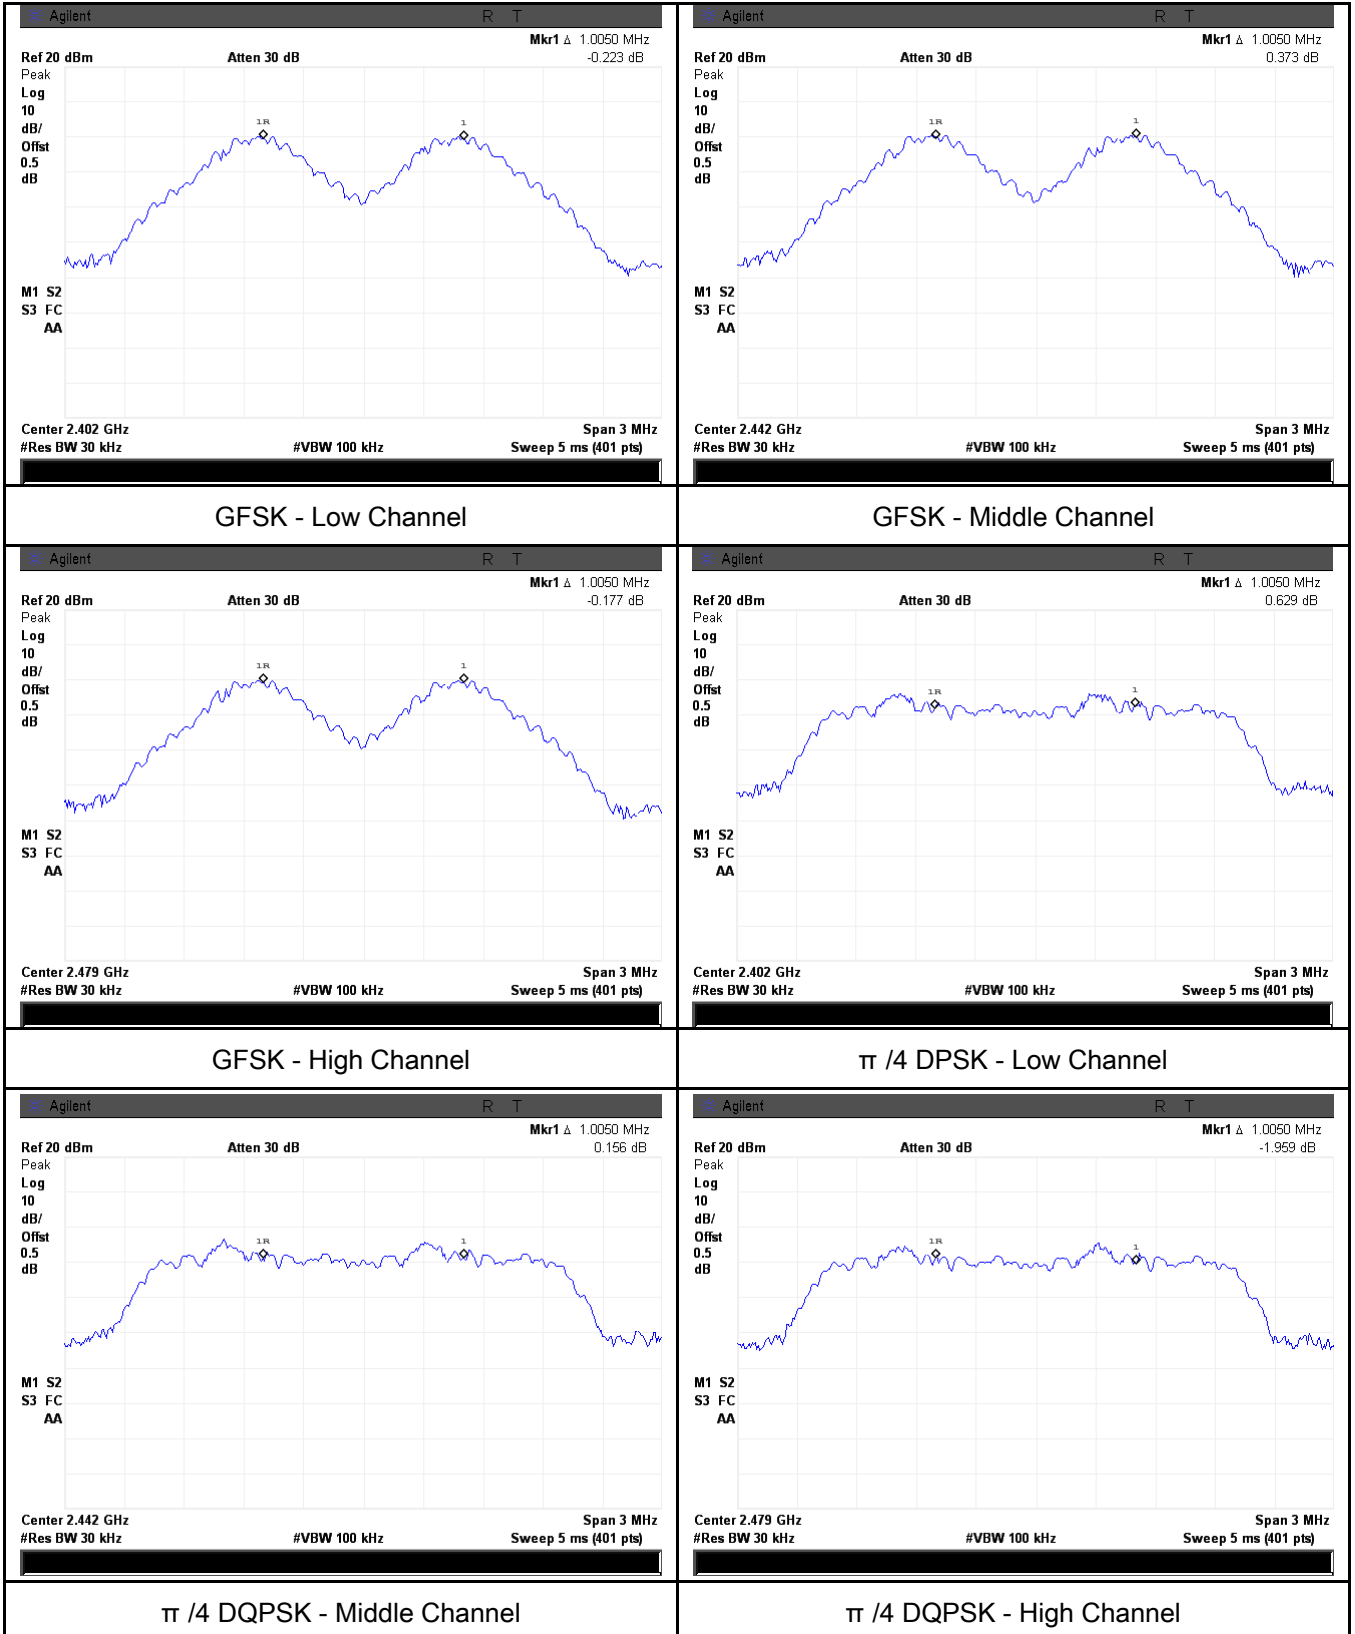 Agilent R T
Mkr1 Δ 1.0050 MHz
Ref 20 dBm Atten 30 dB -0.223 dB
Peak
Log
10
dB/
Offst
0.5
dB
1R 1
M1 S2
S3 FC
AA
Center 2.402 GHz Span 3 MHz
#Res BW 30 kHz #VBW 100 kHz Sweep 5 ms (401 pts)
GFSK - Low Channel
Agilent R T
Mkr1 Δ 1.0050 MHz
Ref 20 dBm Atten 30 dB 0.373 dB
Peak
Log
10
dB/
Offst
0.5
dB
1R 1
M1 S2
S3 FC
AA
Center 2.442 GHz Span 3 MHz
#Res BW 30 kHz #VBW 100 kHz Sweep 5 ms (401 pts)
GFSK - Middle Channel
Agilent R T
Mkr1 Δ 1.0050 MHz
Ref 20 dBm Atten 30 dB -0.177 dB
Peak
Log
10
dB/
Offst
0.5
dB
1R 1
M1 S2
S3 FC
AA
Center 2.479 GHz Span 3 MHz
#Res BW 30 kHz #VBW 100 kHz Sweep 5 ms (401 pts)
GFSK - High Channel
Agilent R T
Mkr1 Δ 1.0050 MHz
Ref 20 dBm Atten 30 dB 0.629 dB
Peak
Log
10
dB/
Offst
0.5
dB
1R 1
M1 S2
S3 FC
AA
Center 2.402 GHz Span 3 MHz
#Res BW 30 kHz #VBW 100 kHz Sweep 5 ms (401 pts)
π /4 DPSK - Low Channel
Agilent R T
Mkr1 Δ 1.0050 MHz
Ref 20 dBm Atten 30 dB 0.156 dB
Peak
Log
10
dB/
Offst
0.5
dB
1R 1
M1 S2
S3 FC
AA
Center 2.442 GHz Span 3 MHz
#Res BW 30 kHz #VBW 100 kHz Sweep 5 ms (401 pts)
π /4 DQPSK - Middle Channel
Agilent R T
Mkr1 Δ 1.0050 MHz
Ref 20 dBm Atten 30 dB -1.959 dB
Peak
Log
10
dB/
Offst
0.5
dB
1R 1
M1 S2
S3 FC
AA
Center 2.479 GHz Span 3 MHz
#Res BW 30 kHz #VBW 100 kHz Sweep 5 ms (401 pts)
π /4 DQPSK - High Channel